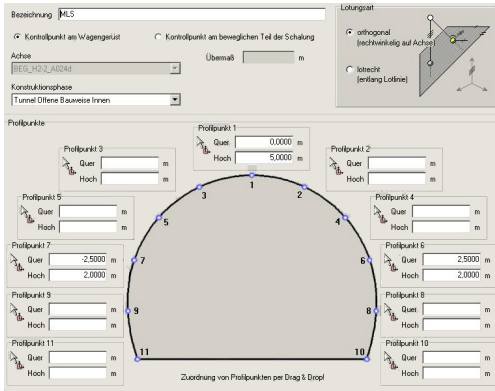 Bezeichnung MLS
Kontrollpunkt am Wagengerüst Kontrollpunkt am beweglichen Teil der Schalung
Achse Übermaß m
BEG_H2-2_A024d
Konstruktionsphase
Tunnel Offene Bauweise Innen
Lotungsart
orthogonal
(rechtwinkelig auf Achse)
lotrecht
(entlang Lotlinie)
Profilpunkte
Profilpunkt 1
Quer 0,0000 m
Hoch 5,0000 m
Profilpunkt 3
Quer m
Hoch m
Profilpunkt 2
Quer m
Hoch m
Profilpunkt 5
Quer m
Hoch m
Profilpunkt 4
Quer m
Hoch m
Profilpunkt 7
Quer -2,5000 m
Hoch 2,0000 m
Profilpunkt 6
Quer 2,5000 m
Hoch 2,0000 m
Profilpunkt 9
Quer m
Hoch m
Profilpunkt 8
Quer m
Hoch m
Profilpunkt 11
Quer m
Hoch m
Profilpunkt 10
Quer m
Hoch m
1
3 2
5 4
7 6
9 8
11 10
Zuordnung von Profilpunkten per Drag & Drop!